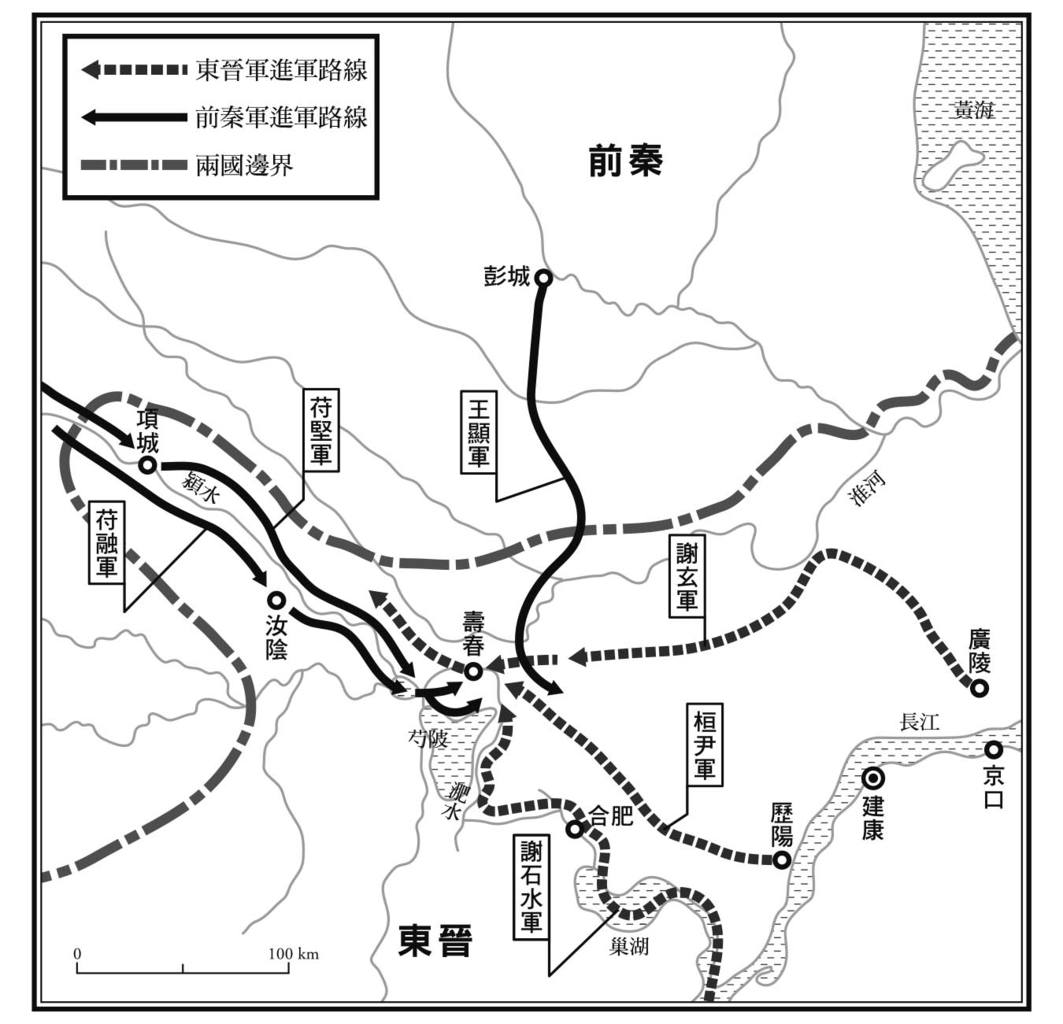 東晉軍進軍路線
前秦軍進軍路線
兩國邊界
黃海
前秦
彭城
項城
苻堅軍
王顯軍
潁水
淮河
苻融軍
謝玄軍
汝陰
壽春
廣陵
長江
芍陂
桓尹軍
京口
淝水
建康
合肥
歷陽
謝石水軍
東晉
巢湖
0
100 km